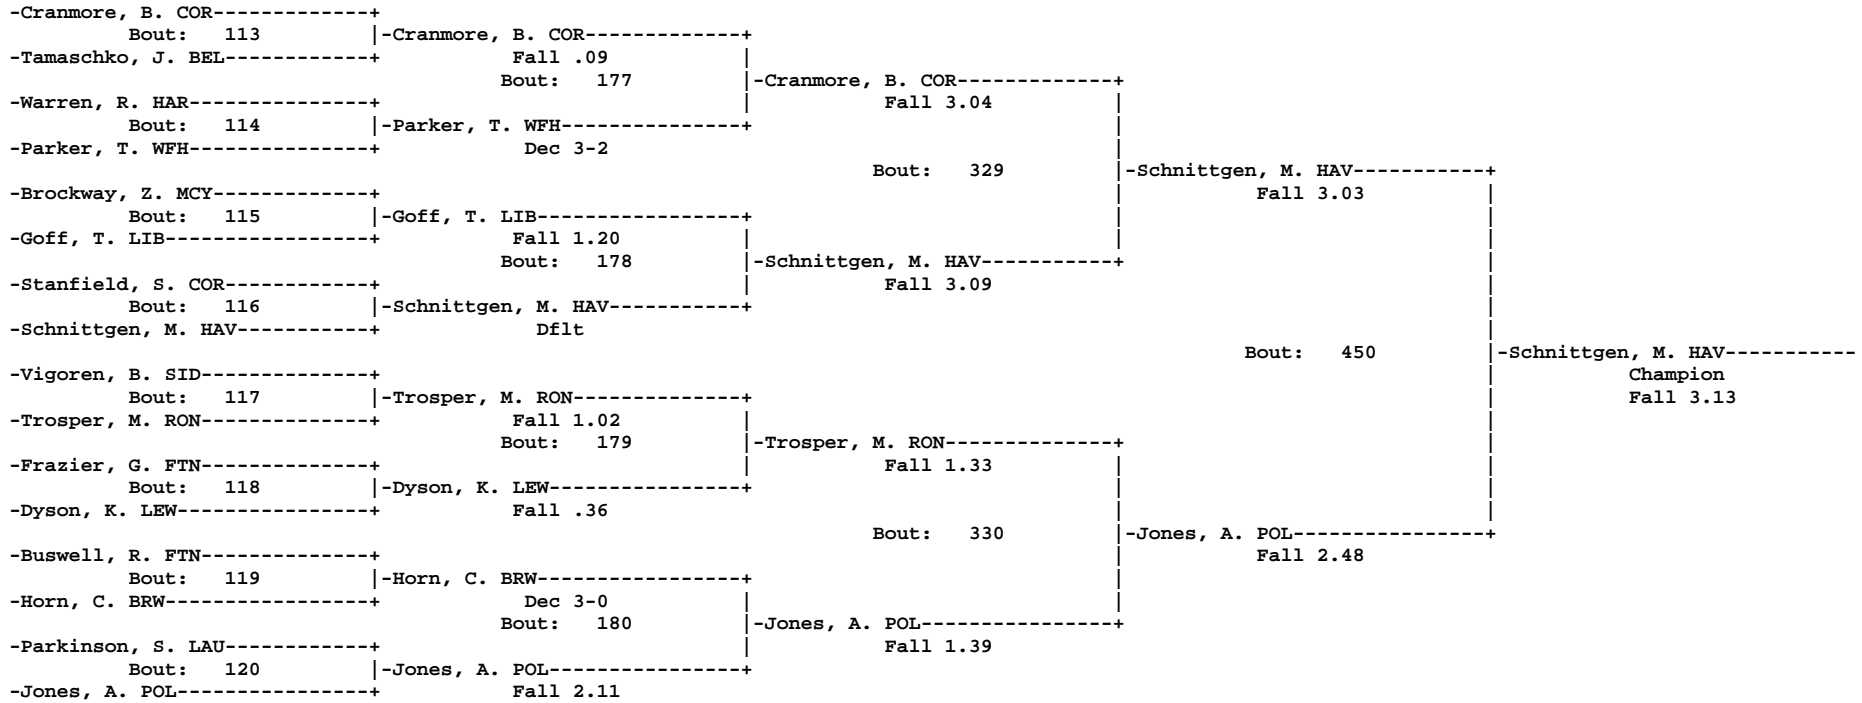 -Cranmore, B. COR-------------+
Bout: 113 |-Cranmore, B. COR-------------+
-Tamaschko, J. BEL------------+ Fall .09 |
Bout: 177 |-Cranmore, B. COR-------------+
-Warren, R. HAR---------------+ | Fall 3.04 |
Bout: 114 |-Parker, T. WFH---------------+ |
-Parker, T. WFH---------------+ Dec 3-2 |
Bout: 329 |-Schnittgen, M. HAV-----------+
-Brockway, Z. MCY-------------+ | Fall 3.03 |
Bout: 115 |-Goff, T. LIB-----------------+ | |
-Goff, T. LIB-----------------+ Fall 1.20 | | |
Bout: 178 |-Schnittgen, M. HAV-----------+ |
-Stanfield, S. COR------------+ | Fall 3.09 |
Bout: 116 |-Schnittgen, M. HAV-----------+ |
-Schnittgen, M. HAV-----------+ Dflt |
Bout: 450 |-Schnittgen, M. HAV-----------
-Vigoren, B. SID--------------+ | Champion
Bout: 117 |-Trosper, M. RON--------------+ | Fall 3.13
-Trosper, M. RON--------------+ Fall 1.02 | |
Bout: 179 |-Trosper, M. RON--------------+ |
-Frazier, G. FTN--------------+ | Fall 1.33 | |
Bout: 118 |-Dyson, K. LEW----------------+ | |
-Dyson, K. LEW----------------+ Fall .36 | |
Bout: 330 |-Jones, A. POL----------------+
-Buswell, R. FTN--------------+ | Fall 2.48
Bout: 119 |-Horn, C. BRW-----------------+ |
-Horn, C. BRW-----------------+ Dec 3-0 | |
Bout: 180 |-Jones, A. POL----------------+
-Parkinson, S. LAU------------+ | Fall 1.39
Bout: 120 |-Jones, A. POL----------------+
-Jones, A. POL----------------+ Fall 2.11